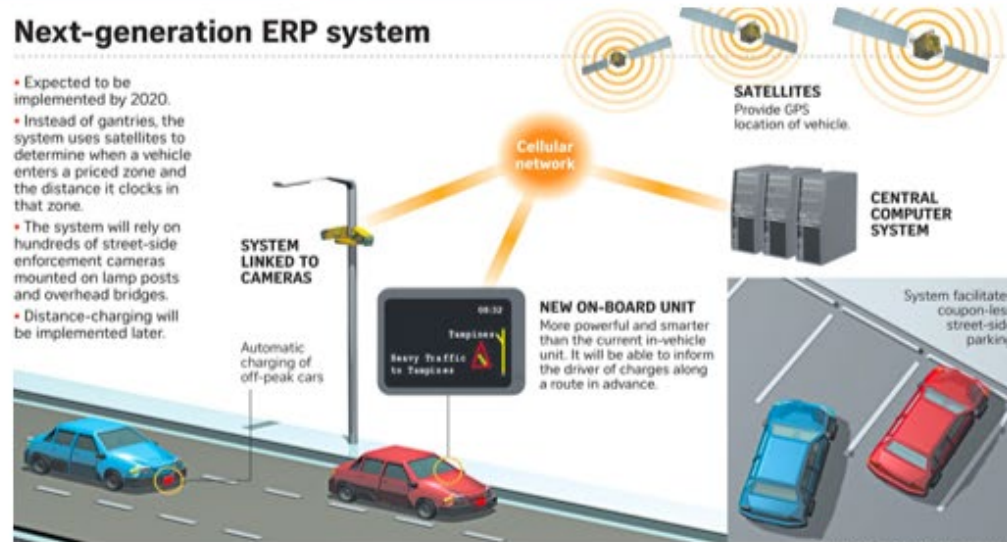 Next-generation ERP system
• Expected to be
implemented by 2020.
• Instead of gantries, the
system uses satellites to
determine when a vehicle
enters a priced zone and
the distance it clocks in
that zone.
• The system will rely on
hundreds of street-side
enforcement cameras
mounted on lamp posts
and overhead bridges.
• Distance-charging will
be implemented later.
SATELLITES
Provide GPS
location of vehicle.
Cellular
network
CENTRAL
COMPUTER
SYSTEM
SYSTEM
LINKED TO
CAMERAS
08:32
Tampines
Heavy Traffic
to Tampines
NEW ON-BOARD UNIT
More powerful and smarter
than the current in-vehicle
unit. It will be able to inform
the driver of charges along
a route in advance.
Automatic
charging of
off-peak cars
System facilitate
coupon-les
street-side
parking